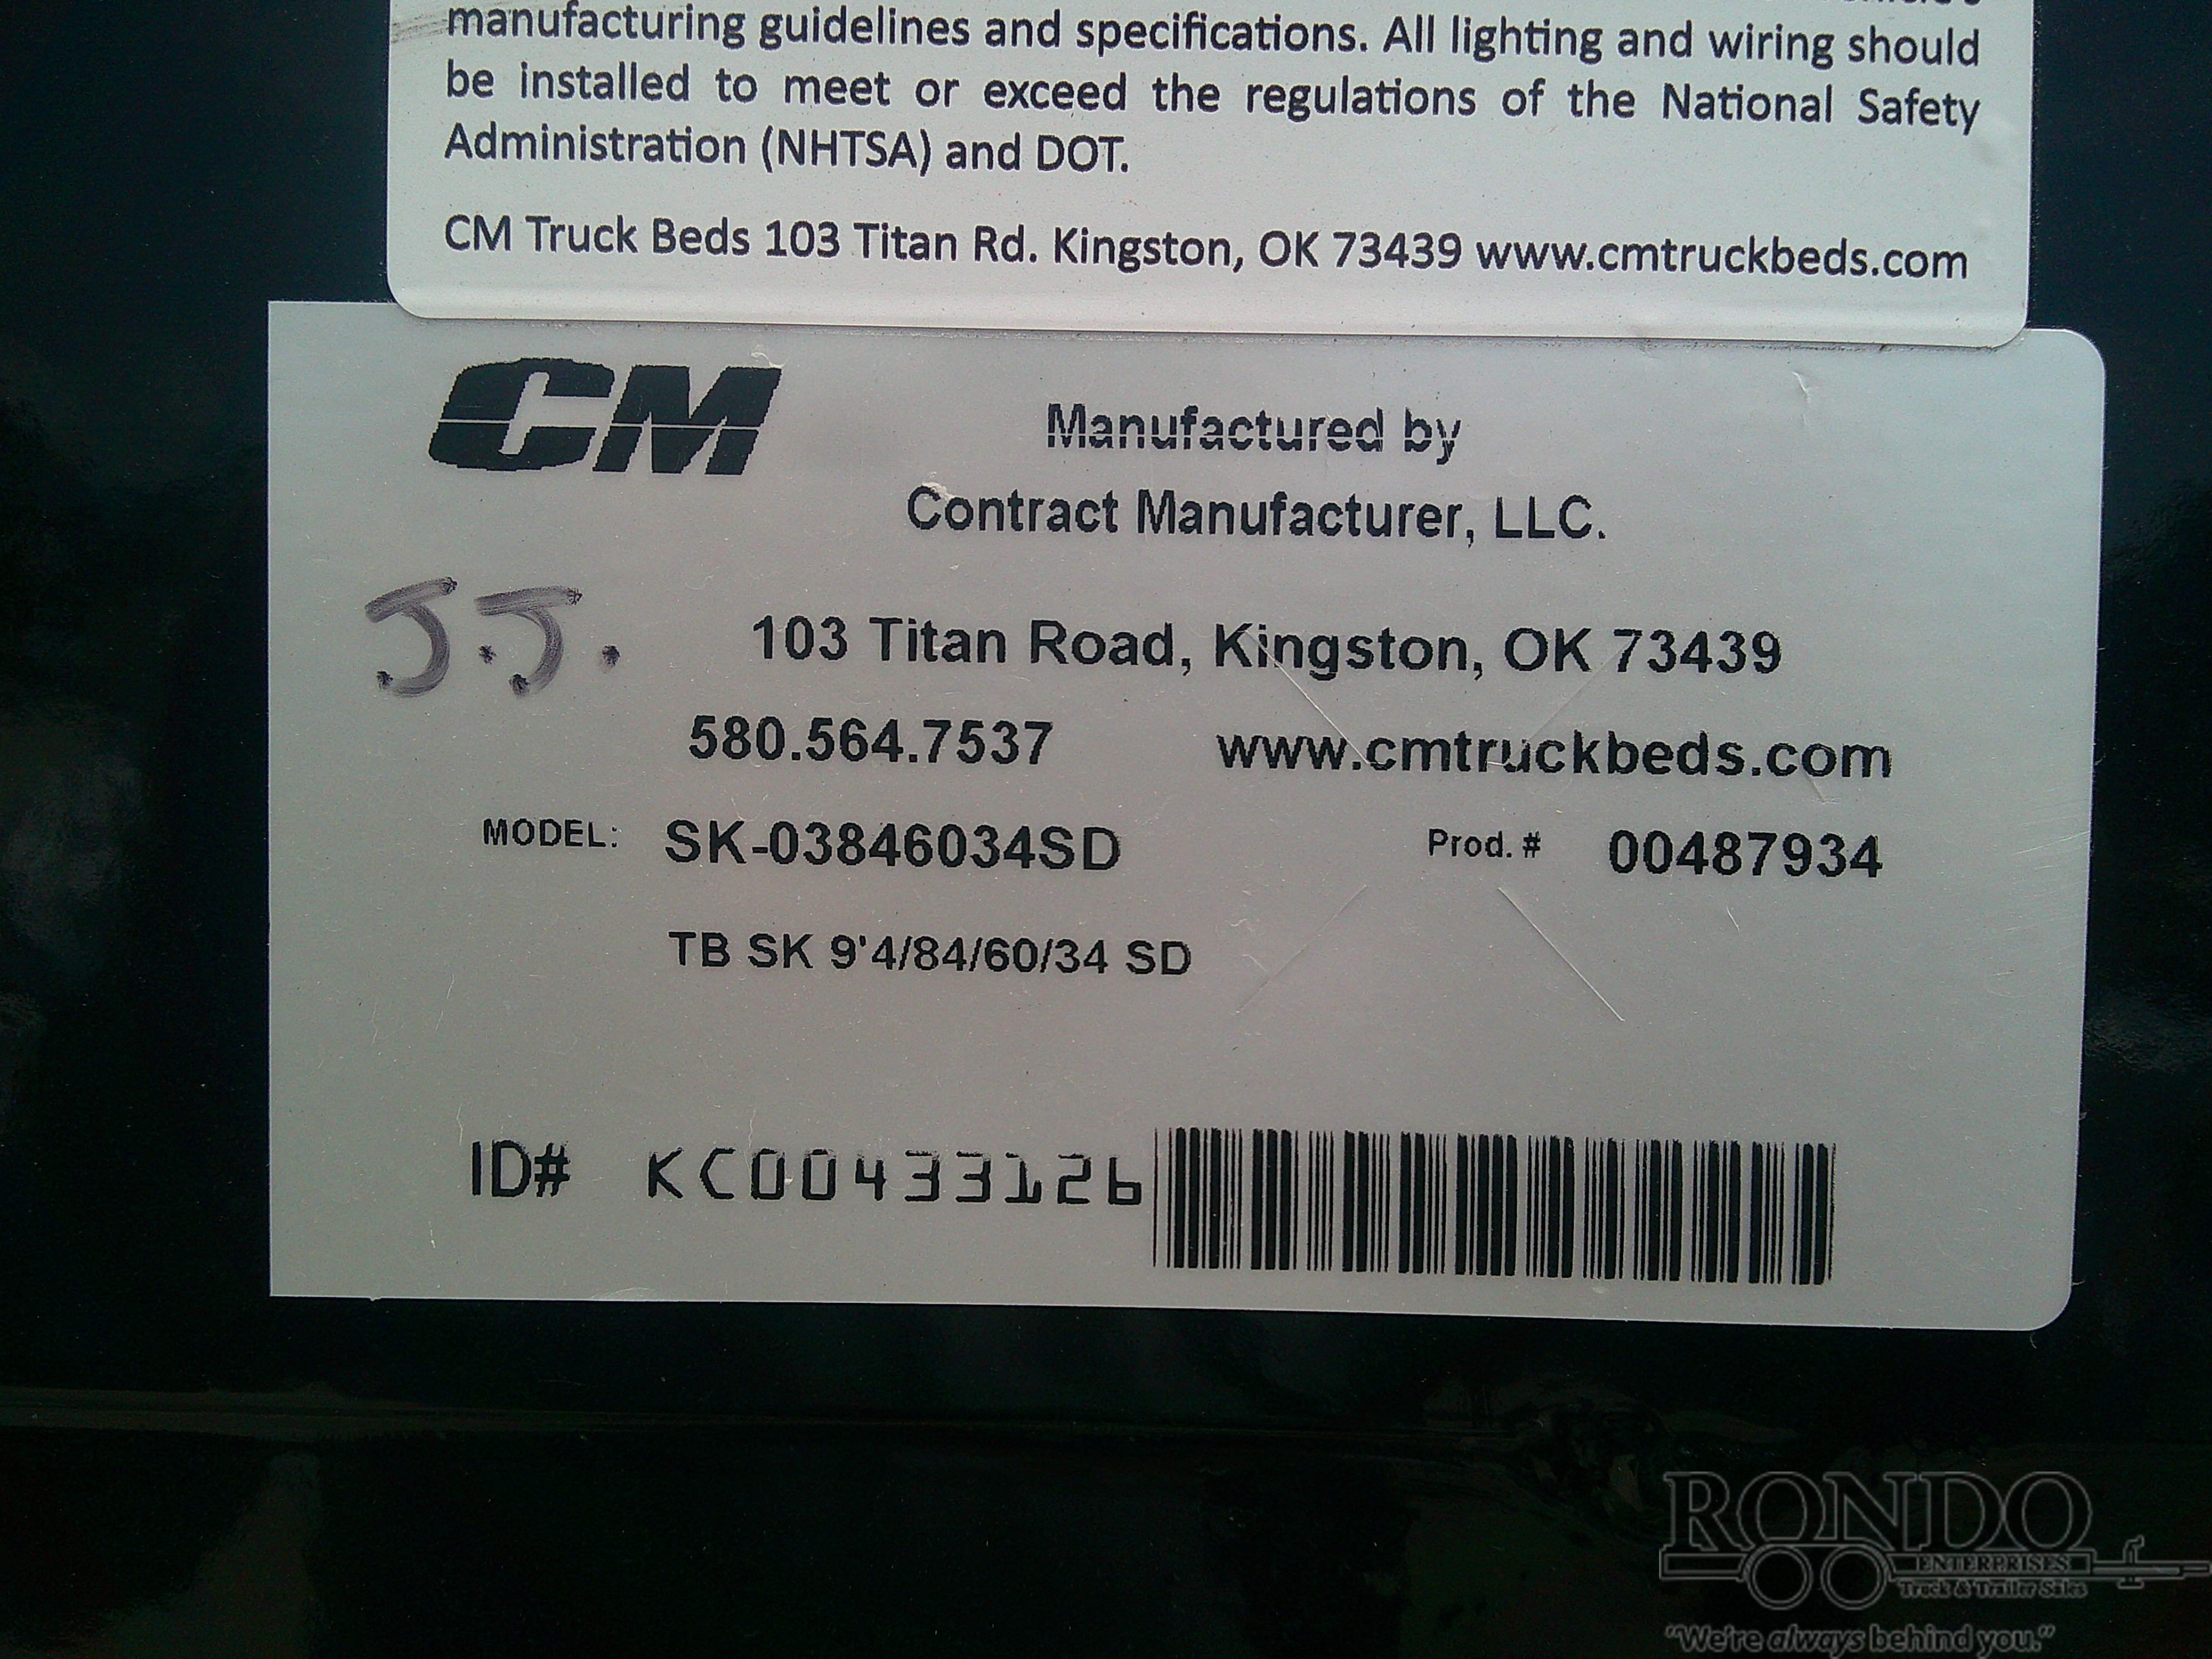 manufacturing guidelines and specifications. All lighting and wiring should
be installed to meet or exceed the regulations of the National Safety
Administration (NHTSA) and DOT.
CM Truck Beds 103 Titan Rd. Kingston, OK 73439 www.cmtruckbeds.com
CM
Manufactured by
Contract Manufacturer, LLC.
J.J.
103 Titan Road, Kingston, OK 73439
580.564.7537 www.cmtruckbeds.com
MODEL: SK-03846034SD Prod. # 00487934
TB SK 9'4/84/60/34 SD
ID# KC00433126
RONDO
ENTERPRISES
Truck & Trailer Sales
"We're always behind you."